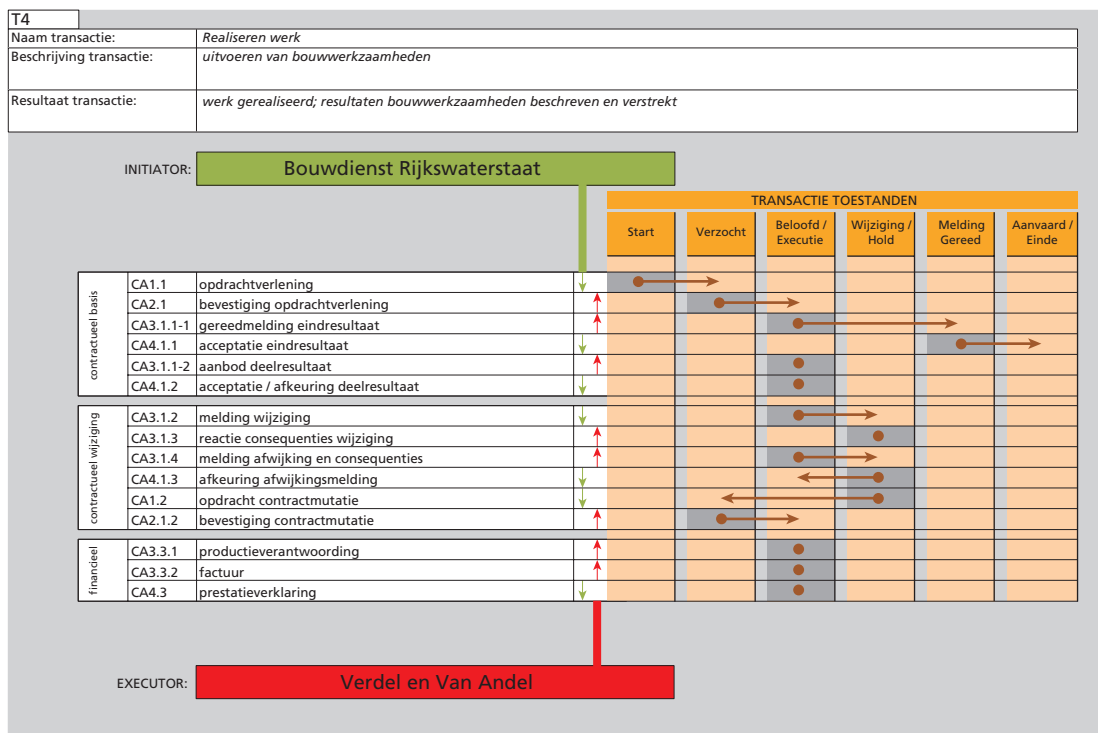 T4
Naam transactie: Realiseren werk
Beschrijving transactie: uitvoeren van bouwwerkzaamheden
Resultaat transactie: werk gerealiseerd; resultaten bouwwerkzaamheden beschreven en verstrekt
INITIATOR: Bouwdienst Rijkswaterstaat
TRANSACTIE TOESTANDEN
Start Verzocht Beloofd / Executie Wijziging / Hold Melding Gereed Aanvaard / Einde
contractueel basis
CA1.1 opdrachtverlening
CA2.1 bevestiging opdrachtverlening
CA3.1.1-1 gereedmelding eindresultaat
CA4.1.1 acceptatie eindresultaat
CA3.1.1-2 aanbod deelresultaat
CA4.1.2 acceptatie / afkeuring deelresultaat
contractueel wijziging
CA3.1.2 melding wijziging
CA3.1.3 reactie consequenties wijziging
CA3.1.4 melding afwijking en consequenties
CA4.1.3 afkeuring afwijkingsmelding
CA1.2 opdracht contractmutatie
CA2.1.2 bevestiging contractmutatie
financieel
CA3.3.1 productieverantwoording
CA3.3.2 factuur
CA4.3 prestatieverklaring
EXECUTOR: Verdel en Van Andel